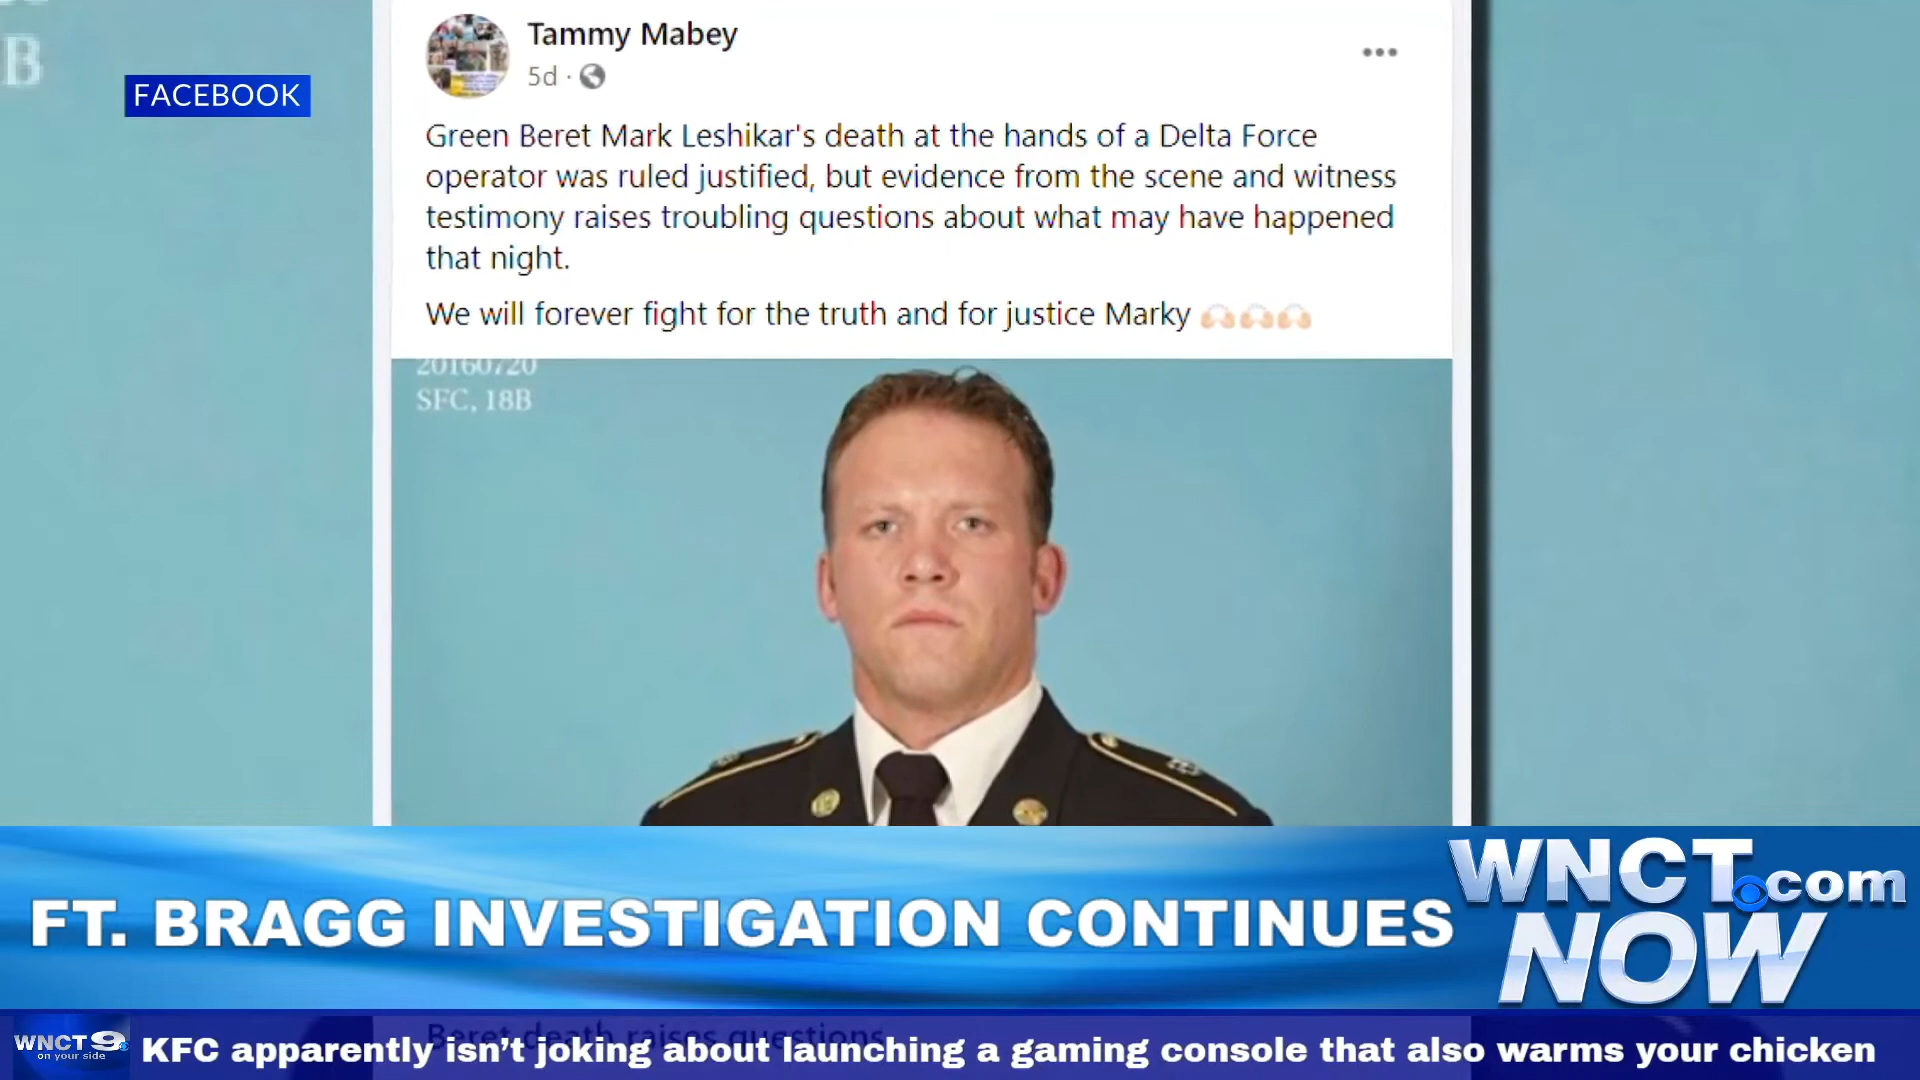 B
FACEBOOK
Tammy Mabey
5d ·
Green Beret Mark Leshikar's death at the hands of a Delta Force
operator was ruled justified, but evidence from the scene and witness
testimony raises troubling questions about what may have happened
that night.
We will forever fight for the truth and for justice Marky 🙌🏻🙌🏻🙌🏻
20160720
SFC, 18B
FT. BRAGG INVESTIGATION CONTINUES
WNCT.com
NOW
Beret death raises questions
WNCT 9
on your side
KFC apparently isn't joking about launching a gaming console that also warms your chicken